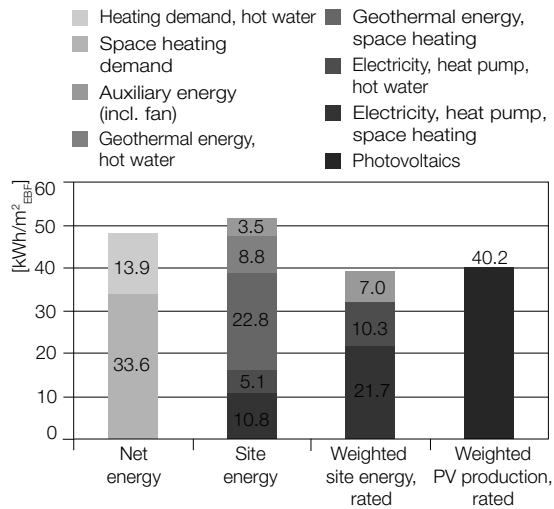 Heating demand, hot water
Space heating
demand
Auxiliary energy
(incl. fan)
Geothermal energy,
hot water
Geothermal energy,
space heating
Electricity, heat pump,
hot water
Electricity, heat pump,
space heating
Photovoltaics
[kWh/m²EBF]
60
50
40
30
20
10
0
13.9
33.6
3.5
8.8
22.8
5.1
10.8
7.0
10.3
21.7
40.2
Net
energy
Site
energy
Weighted
site energy,
rated
Weighted
PV production,
rated